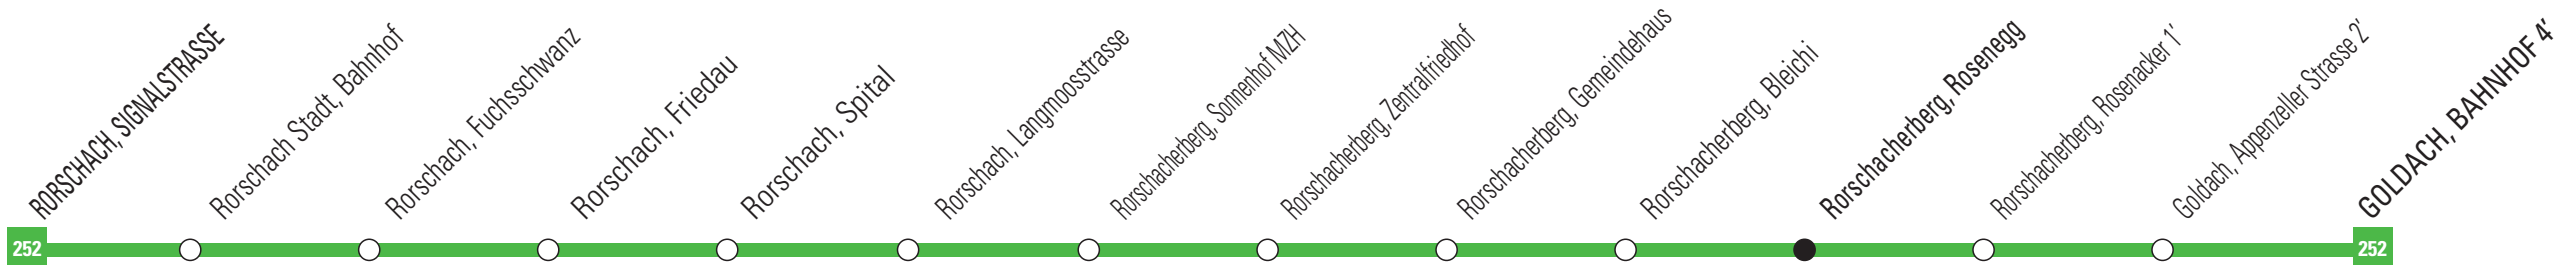 RORSCHACH, SIGNALSTRASSE
Rorschach Stadt, Bahnhof
Rorschach, Fuchsschwanz
Rorschach, Friedau
Rorschach, Spital
Rorschach, Langmoosstrasse
Rorschacherberg, Sonnenhof MZH
Rorschacherberg, Zentralfriedhof
Rorschacherberg, Gemeindehaus
Rorschacherberg, Bleichi
Rorschacherberg, Rosenegg
Rorschacherberg, Rosenacker 1'
Goldach, Appenzeller Strasse 2'
GOLDACH, BAHNHOF 4'
252
252